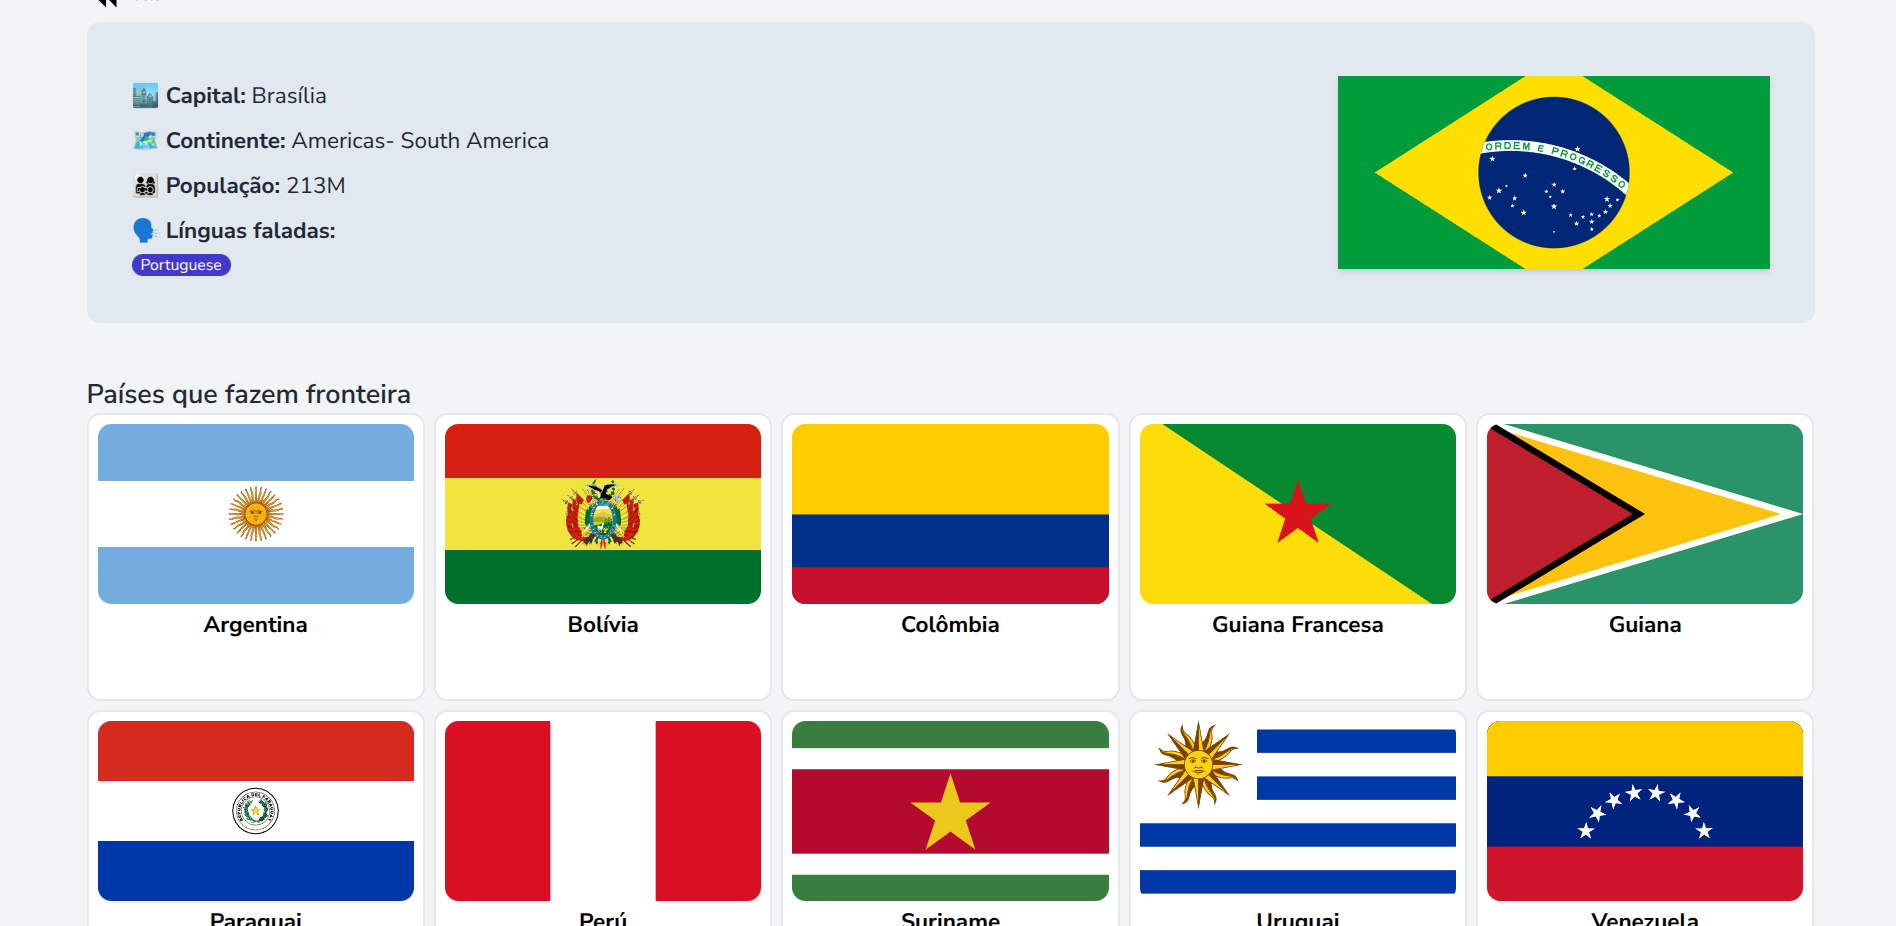 Capital: Brasília
Continente: Americas- South America
População: 213M
Línguas faladas:
Portuguese
ORDEM E PROGRESSO
Países que fazem fronteira
Argentina
Bolívia
Colômbia
Guiana Francesa
Guiana
Paraguai
Perú
Suriname
Uruguai
Venezuela